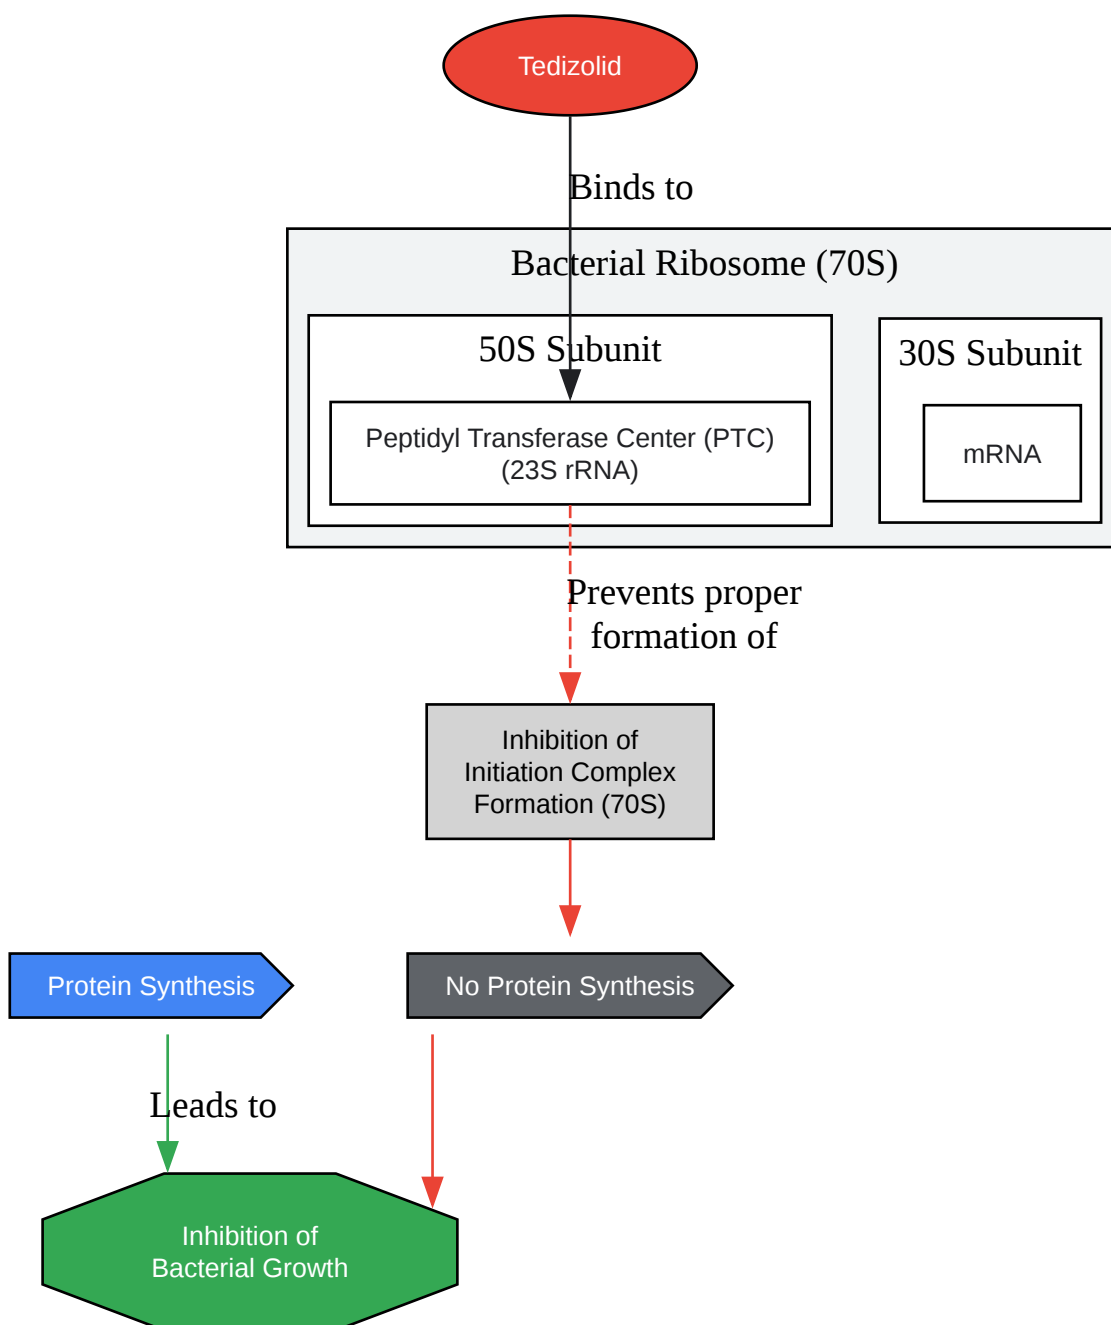 Tedizolid
Binds to
Bacterial Ribosome (70S)
50S Subunit
30S Subunit
Peptidyl Transferase Center (PTC)
(23S rRNA)
mRNA
Prevents proper
formation of
Inhibition of
Initiation Complex
Formation (70S)
Protein Synthesis
No Protein Synthesis
Leads to
Inhibition of
Bacterial Growth